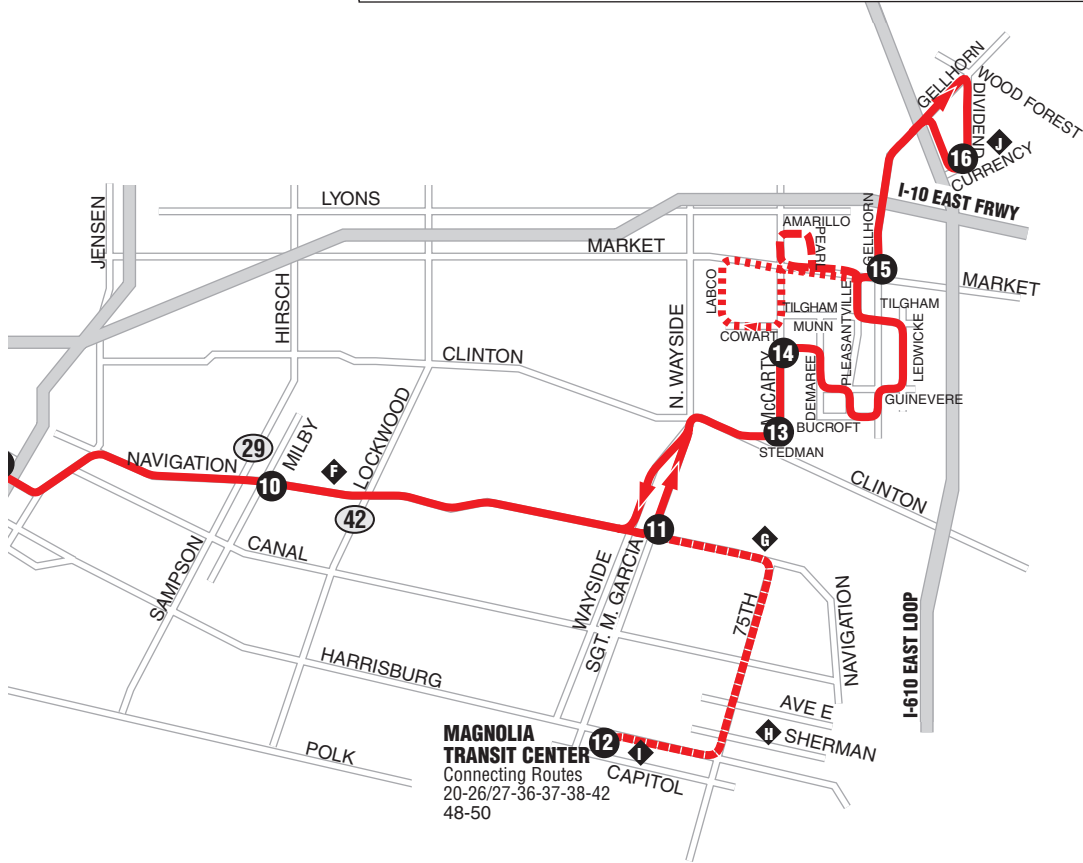 GELLHORN
WOOD FOREST
DIVIDEND
J
16
CURRENCY
I-10 EAST FRWY
JENSEN
LYONS
AMARILLO
PEARL
GELLHORN
MARKET
15
MARKET
LABCO
HIRSCH
N. WAYSIDE
TILGHAM
PLEASANTVILLE
TILGHAM
MUNN
COWART
LEDWICKE
CLINTON
14
McCARTY
DEMAREE
GUINEVERE
LOCKWOOD
MILBY
29
13
BUCROFT
STEDMAN
NAVIGATION
F
10
CLINTON
42
11
G
CANAL
SAMPSON
WAYSIDE
SGT. M. GARCIA
75TH
NAVIGATION
I-610 EAST LOOP
HARRISBURG
AVE E
H
SHERMAN
POLK
MAGNOLIA
TRANSIT CENTER
12
I
Connecting Routes
20-26/27-36-37-38-42
48-50
CAPITOL